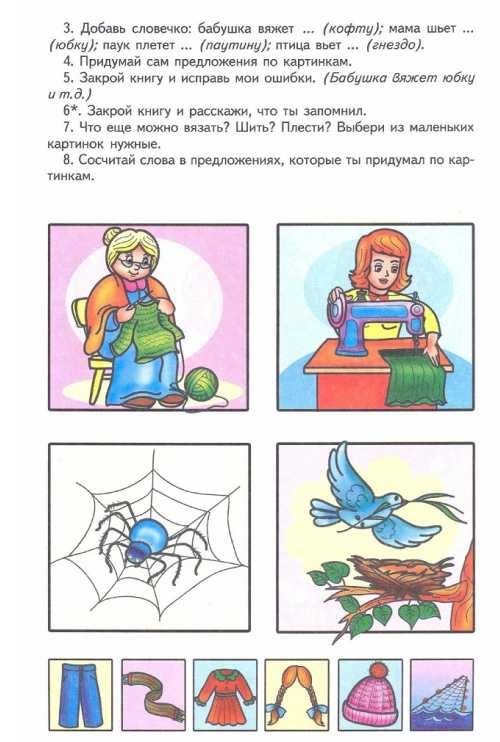 3. Добавь словечко: бабушка вяжет ... (кофту); мама шьет ...
(юбку); паук плетет ... (паутину); птица вьет ... (гнездо).
4. Придумай сам предложения по картинкам.
5. Закрой книгу и исправь мои ошибки. (Бабушка вяжет юбку
и т.д.)
6*. Закрой книгу и расскажи, что ты запомнил.
7. Что еще можно вязать? Шить? Плести? Выбери из маленьких
картинок нужные.
8. Сосчитай слова в предложениях, которые ты придумал по кар-
тинкам.